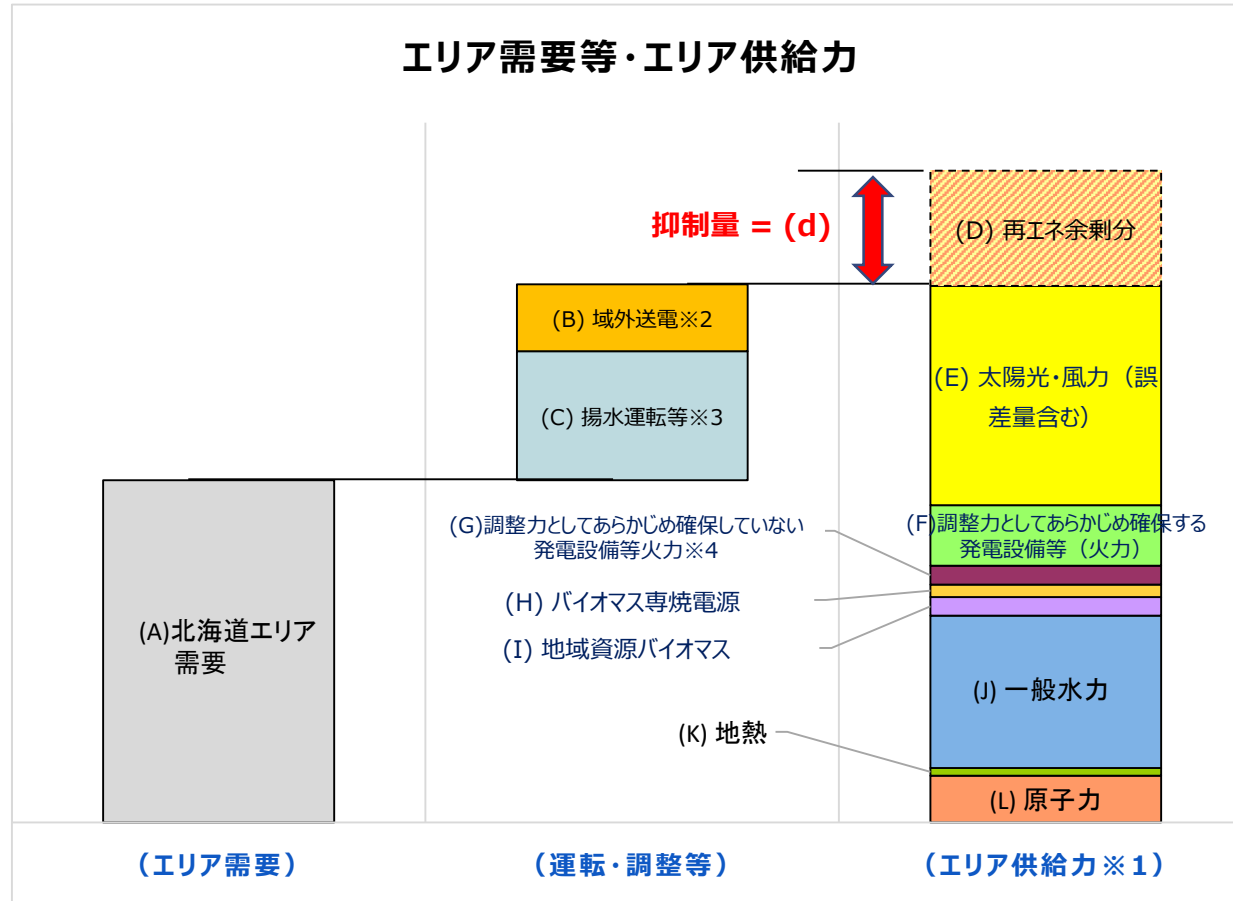 エリア需要等・エリア供給力
抑制量 = (d)
(D) 再エネ余剰分
(B) 域外送電※2
(C) 揚水運転等※3
(E) 太陽光・風力（誤
差量含む）
(G)調整力としてあらかじめ確保していない
発電設備等火力※4
(F)調整力としてあらかじめ確保する
発電設備等（火力）
(H) バイオマス専焼電源
(I) 地域資源バイオマス
(A)北海道エリア
需要
(J) 一般水力
(K) 地熱
(L) 原子力
（エリア需要）
（運転・調整等）
（エリア供給力※1）